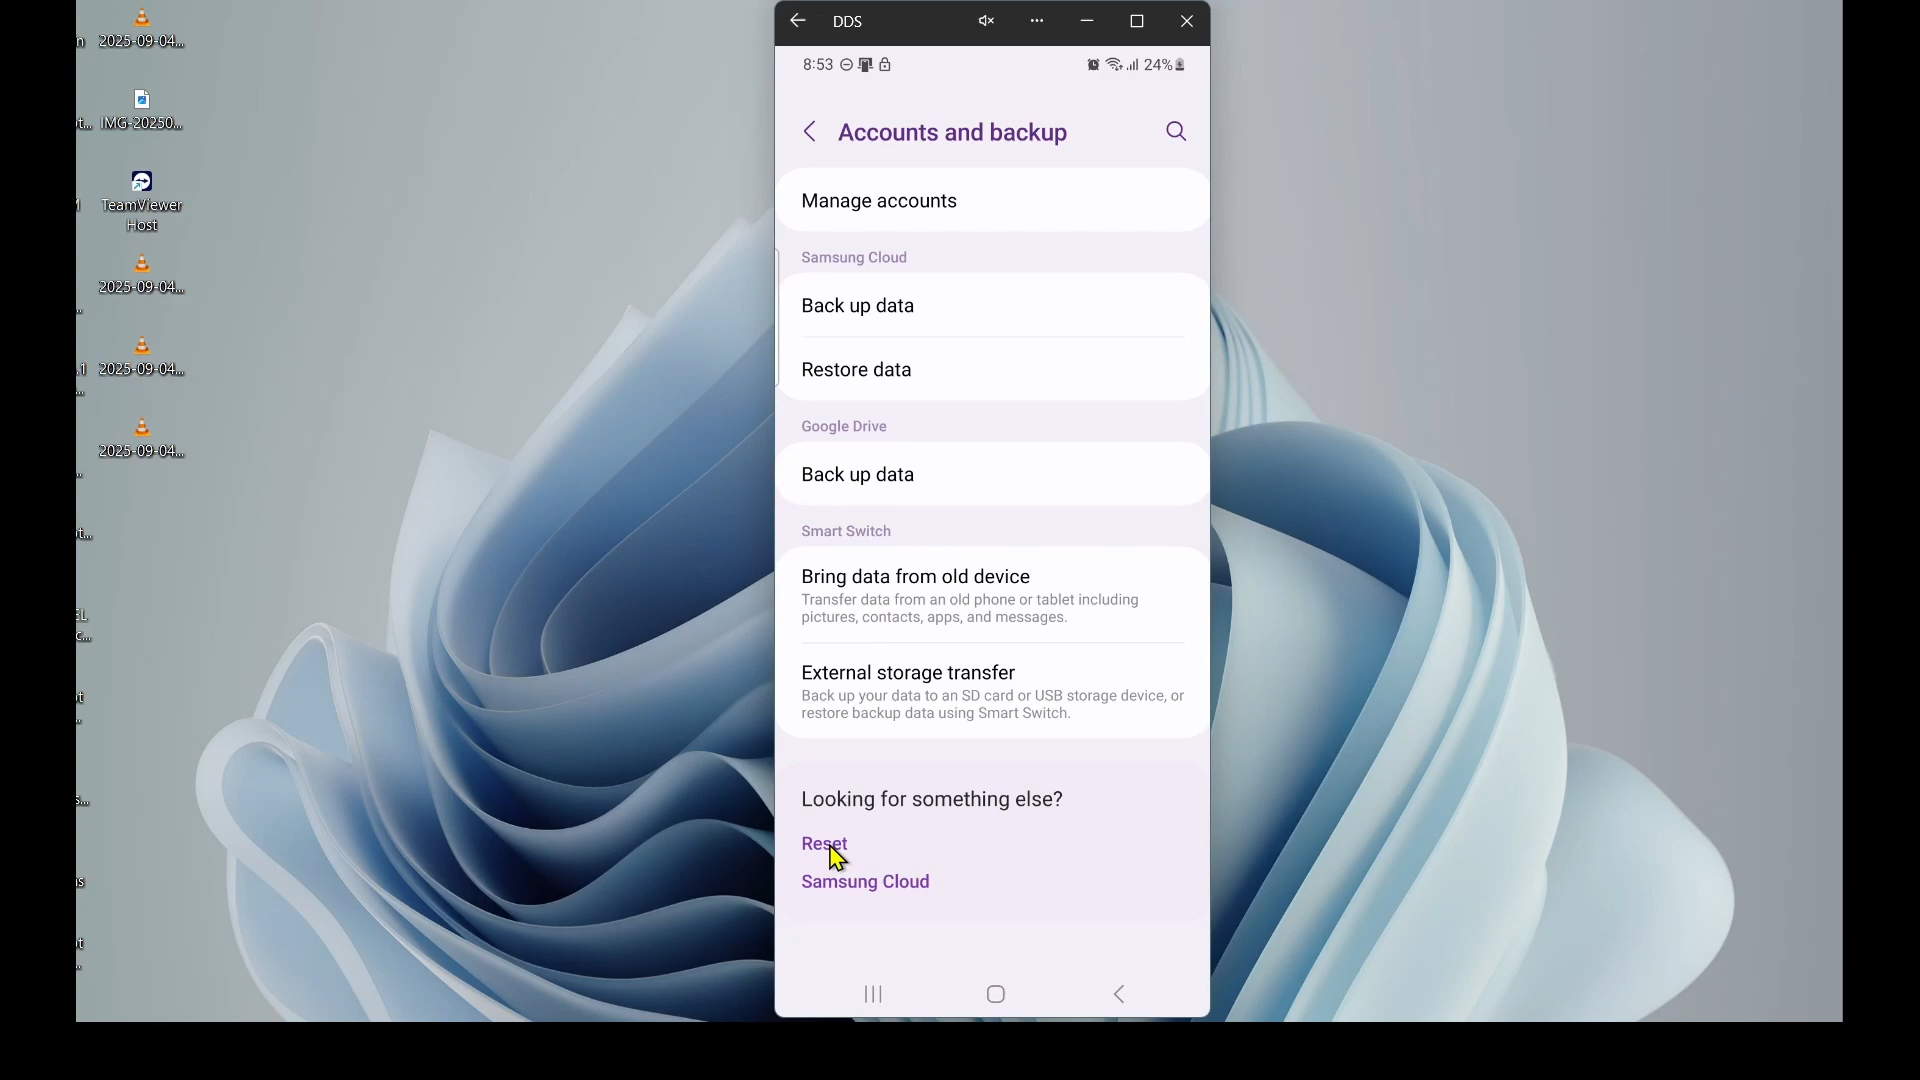 2025-09-04...
IMG-20250...
TeamViewer
Host
2025-09-04...
2025-09-04...
2025-09-04...
DDS
8:53
24%
Accounts and backup
Manage accounts
Samsung Cloud
Back up data
Restore data
Google Drive
Back up data
Smart Switch
Bring data from old device
Transfer data from an old phone or tablet including
pictures, contacts, apps, and messages.
External storage transfer
Back up your data to an SD card or USB storage device, or
restore backup data using Smart Switch.
Looking for something else?
Reset
Samsung Cloud